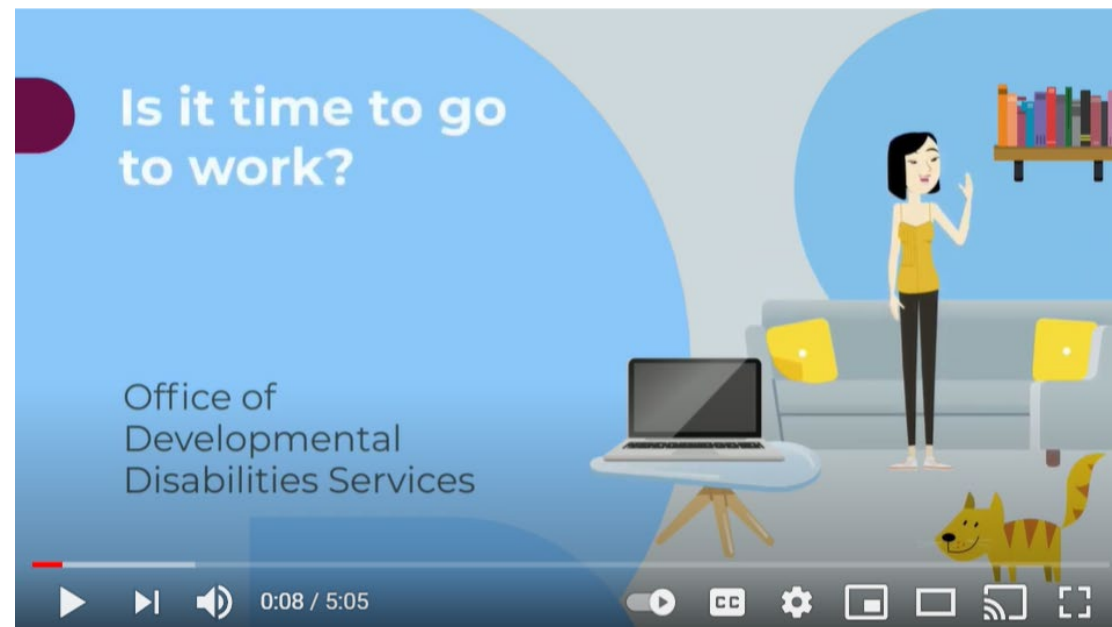 Is it time to go
to work?
Office of
Developmental
Disabilities Services
0:08 / 5:05
CC